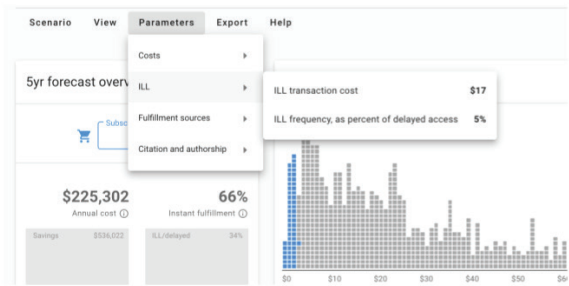 Scenario View Parameters Export Help
Costs
5yr forecast overv
ILL
ILL transaction cost $17
Fulfillment sources
ILL frequency, as percent of delayed access 5%
Subsc
Citation and authorship
$225,302 66%
Annual cost Instant fulfillment
Savings $536,022 ILL/delayed 34%
$0 $10 $20 $30 $40 $50 $6